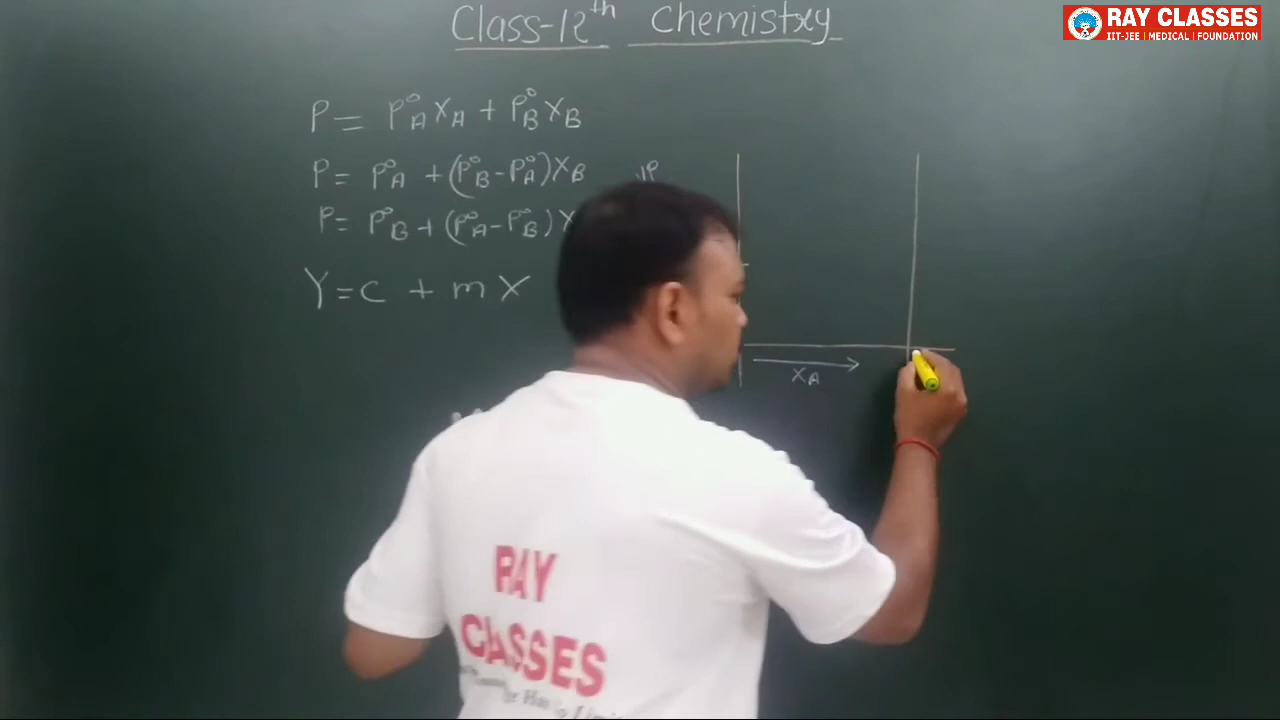 Class-12th Chemistry
RAY CLASSES
IIT-JEE | MEDICAL | FOUNDATION
P = P°A XA + P°B XB
P = P°A + (P°B - P°A) XB
P = P°B + (P°A - P°B) X
Y = C + m X
P
XA
RAY
CLASSES